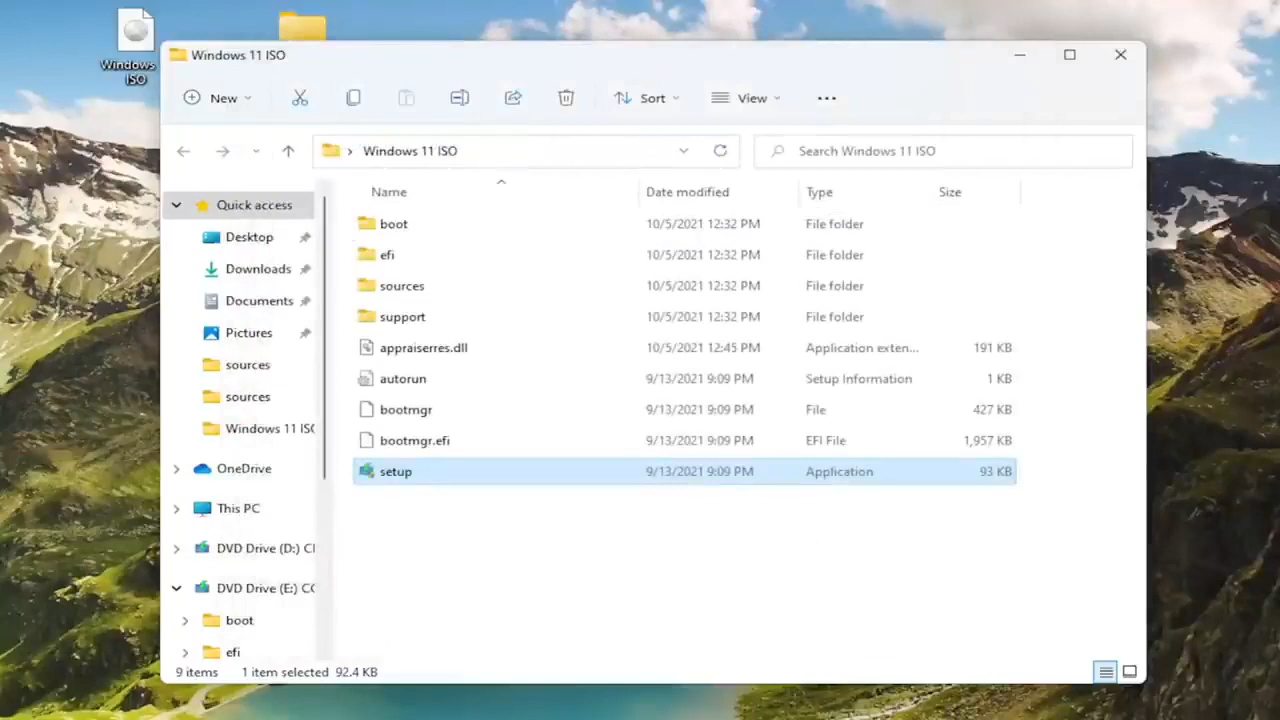 Windows
ISO
Windows 11 ISO
New
Sort
View
Windows 11 ISO
Search Windows 11 ISO
Name
Date modified
Type
Size
Quick access
Desktop
Downloads
Documents
Pictures
sources
sources
Windows 11 ISO
OneDrive
This PC
DVD Drive (D:) C
DVD Drive (E:) CC
boot
efi
boot 10/5/2021 12:32 PM File folder
efi 10/5/2021 12:32 PM File folder
sources 10/5/2021 12:32 PM File folder
support 10/5/2021 12:32 PM File folder
appraiserres.dll 10/5/2021 12:45 PM Application exten... 191 KB
autorun 9/13/2021 9:09 PM Setup Information 1 KB
bootmgr 9/13/2021 9:09 PM File 427 KB
bootmgr.efi 9/13/2021 9:09 PM EFI File 1,957 KB
setup 9/13/2021 9:09 PM Application 93 KB
9 items 1 item selected 92.4 KB